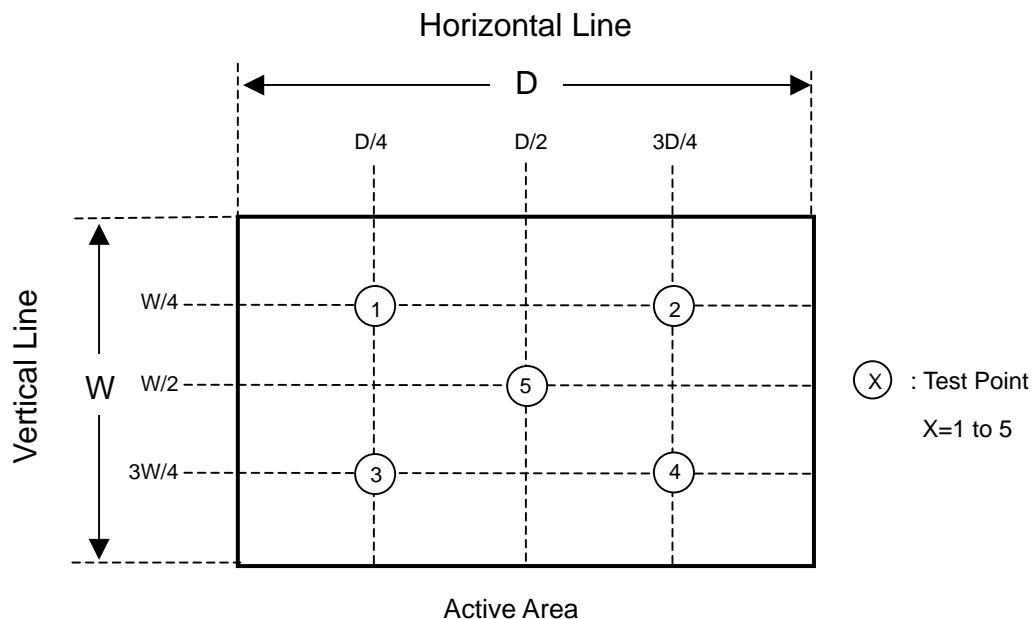 Horizontal Line
D
D/4 D/2 3D/4
Vertical Line
W
W/4
1 2
W/2
5
X : Test Point
X=1 to 5
3W/4
3 4
Active Area